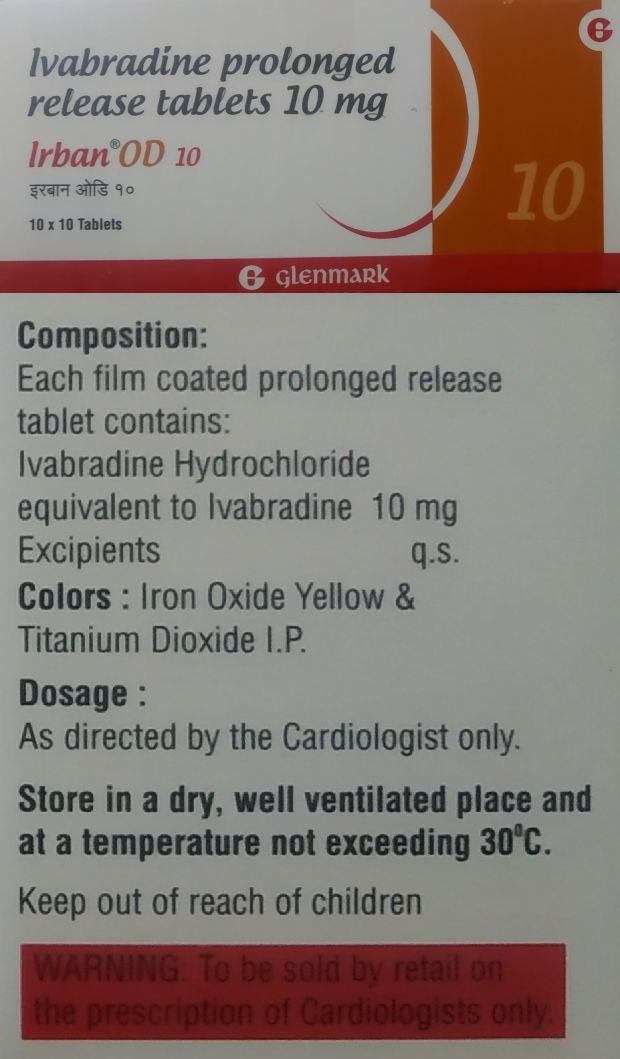 Ivabradine prolonged
release tablets 10 mg
Irban® OD 10
इरबान ओडि १०
10 x 10 Tablets
10
GLENMARK
Composition:
Each film coated prolonged release
tablet contains:
Ivabradine Hydrochloride
equivalent to Ivabradine 10 mg
Excipients q.s.
Colors : Iron Oxide Yellow &
Titanium Dioxide I.P.
Dosage :
As directed by the Cardiologist only.
Store in a dry, well ventilated place and
at a temperature not exceeding 30⁰C.
Keep out of reach of children
WARNING: To be sold by retail on
the prescription of Cardiologists only.